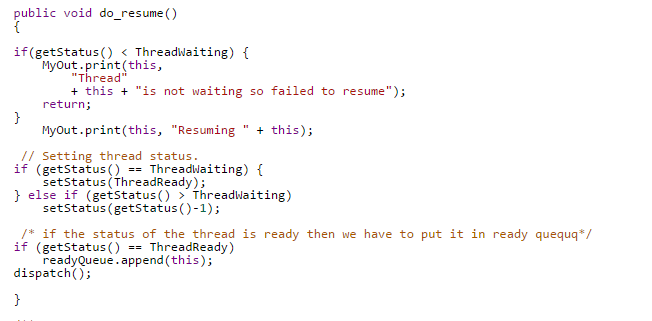 public void do_resume()
{
if(getStatus() < ThreadWaiting) {
MyOut.print(this,
"Thread"
+ this + "is not waiting so failed to resume");
return;
}
MyOut.print(this, "Resuming " + this);
// Setting thread status.
if (getStatus() == ThreadWaiting) {
setStatus(ThreadReady);
} else if (getStatus() > ThreadWaiting)
setStatus(getStatus()-1);
/* if the status of the thread is ready then we have to put it in ready ququq*/
if (getStatus() == ThreadReady)
readyQueue.append(this);
dispatch();
}